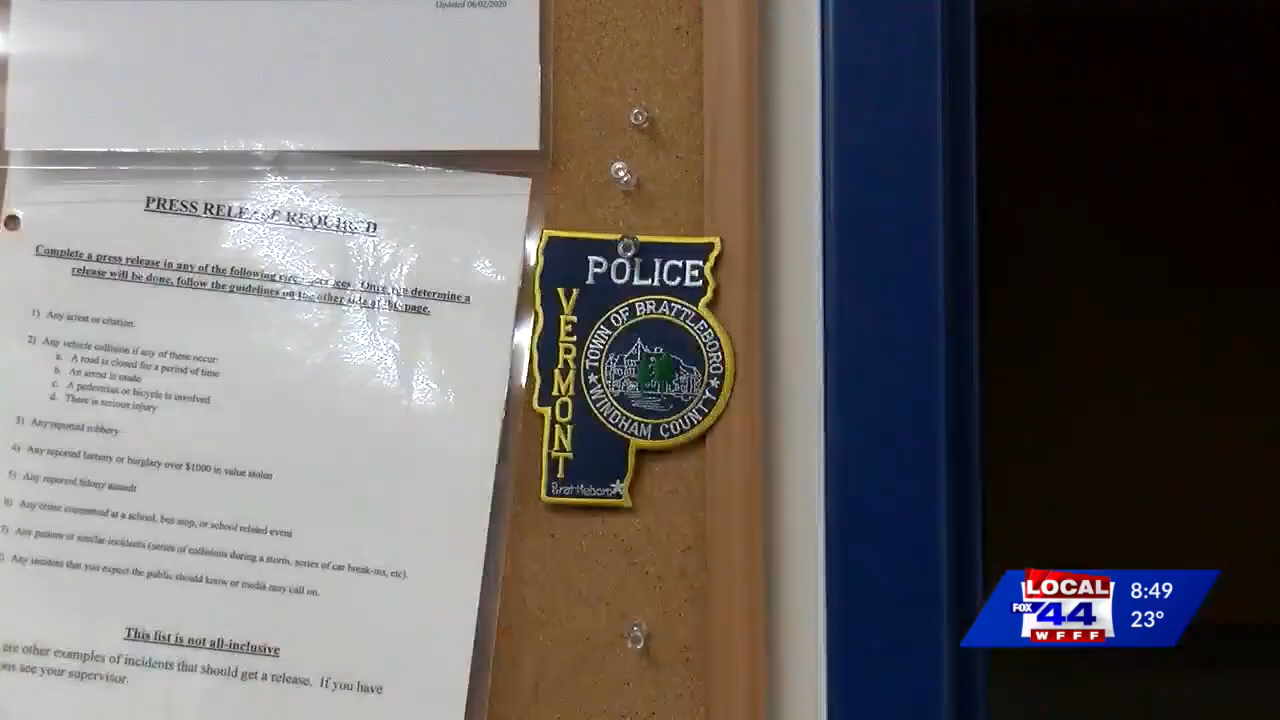 Updated 06/02/2020
PRESS RELEASE REQUIRED
Complete a press release in any of the following circumstances. Once you determine a
release will be done, follow the guidelines on the other side of this page.
1) Any arrest or citation.
2) Any vehicle collision if any of these occur:
a. A road is closed for a period of time
b. An arrest is made
c. A pedestrian or bicycle is involved
d. There is serious injury
3) Any reported robbery
4) Any reported larceny or burglary over $1000 in value stolen
5) Any reported felony assault
6) Any crime committed at a school, bus stop, or school related event
7) Any pattern of similar incidents (series of collisions during a storm, series of car break-ins, etc).
Any incident that you expect the public should know or media may call on.
This list is not all-inclusive
are other examples of incidents that should get a release. If you have
see your supervisor.
POLICE
VERMONT
TOWN OF BRATTLEBORO
WINDHAM COUNTY
Brattleboro
LOCAL
FOX 44
WFFF
8:49
23°